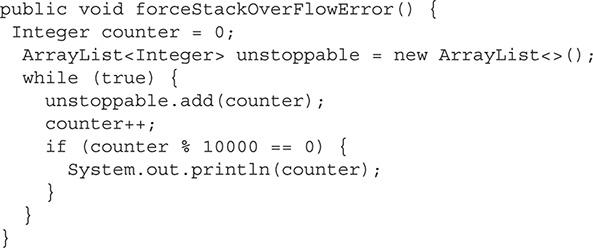 public void forceStackOverFlowError() {
 Integer counter = 0;
  ArrayList<Integer> unstoppable = new ArrayList<>();
  while (true) {
    unstoppable.add(counter);
    counter++;
    if (counter % 10000 == 0) {
      System.out.println(counter);
    }
  }
}